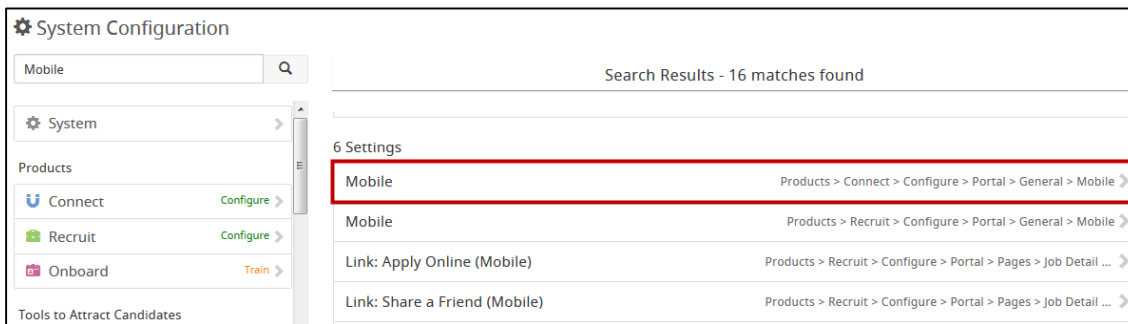 System Configuration
Mobile
Search Results - 16 matches found
System
6 Settings
Products
Mobile Products > Connect > Configure > Portal > General > Mobile
Connect Configure
Mobile Products > Recruit > Configure > Portal > General > Mobile
Recruit Configure
Link: Apply Online (Mobile) Products > Recruit > Configure > Portal > Pages > Job Detail ...
Onboard Train
Link: Share a Friend (Mobile) Products > Recruit > Configure > Portal > Pages > Job Detail ...
Tools to Attract Candidates